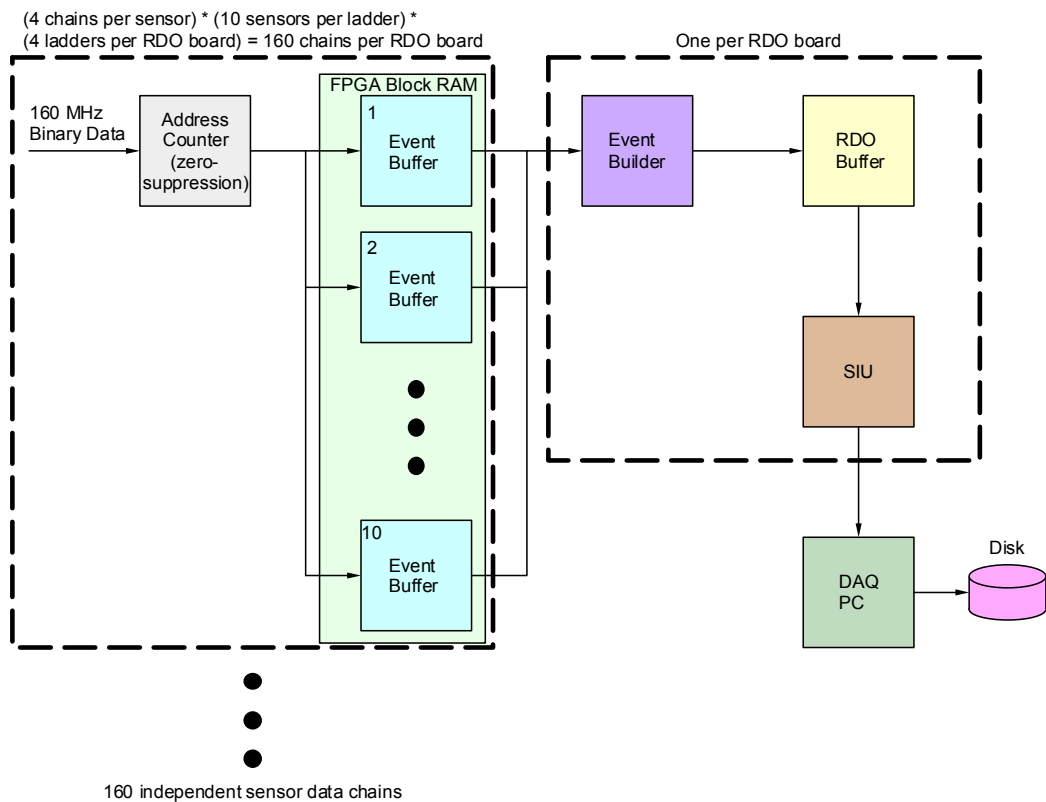 (4 chains per sensor) * (10 sensors per ladder) *
(4 ladders per RDO board) = 160 chains per RDO board
One per RDO board
FPGA Block RAM
160 MHz
Binary Data
Address
Counter
(zero-
suppression)
1
Event
Buffer
Event
Builder
RDO
Buffer
2
Event
Buffer
SIU
10
Event
Buffer
DAQ
PC
Disk
160 independent sensor data chains